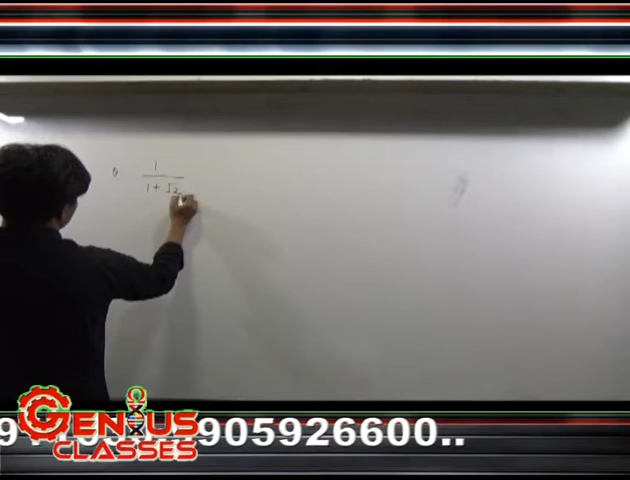 1
1 + √2
905926600..
GENIUS
CLASSES